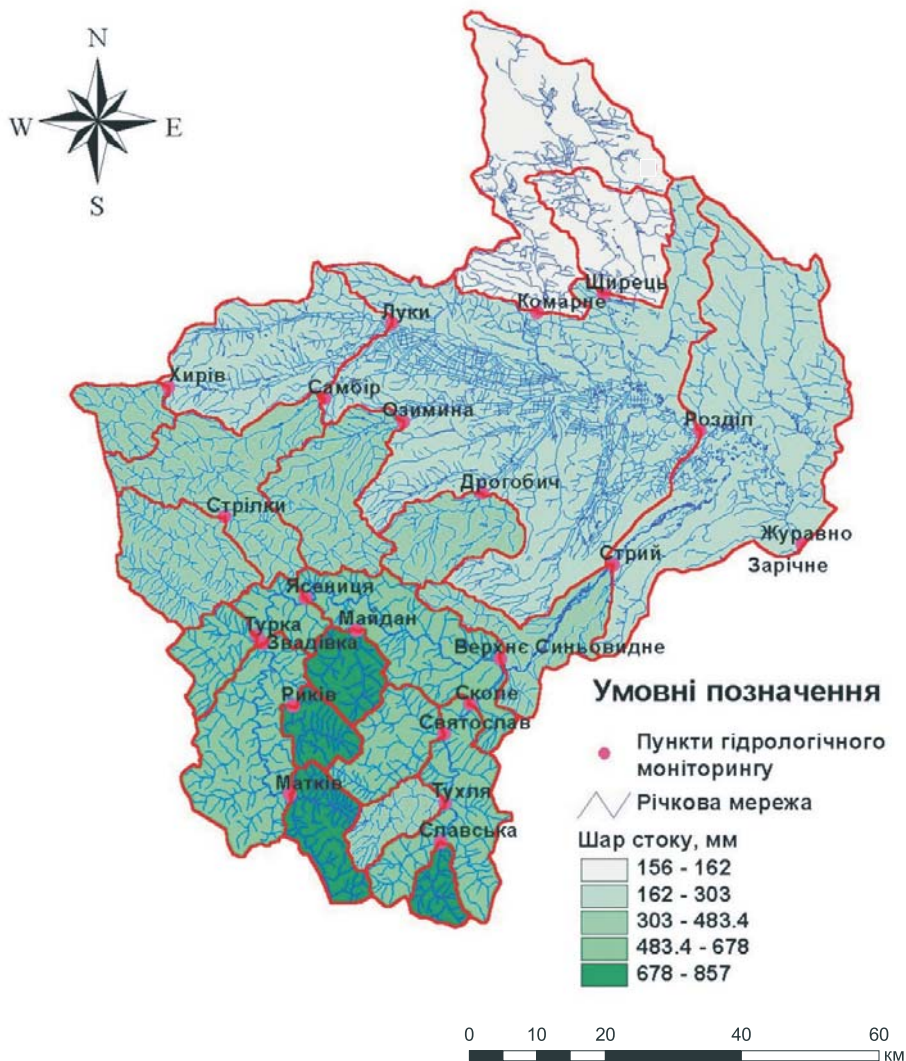 N
W E
S
Щирець
Комарне
Луки
Хирів
Самбір
Озимина
Розділ
Дрогобич
Стрілки
Журавно
Стрий
Зарічне
Ясениця
Турка
Майдан
Звадівка
Верхнє Синьовидне
Риків
Сколе
Святослав
Матків
Тухля
Славська
Умовні позначення
Пункти гідрологічного
моніторингу
Річкова мережа
Шар стоку, мм
156 - 162
162 - 303
303 - 483.4
483.4 - 678
678 - 857
0 10 20 40 60
км